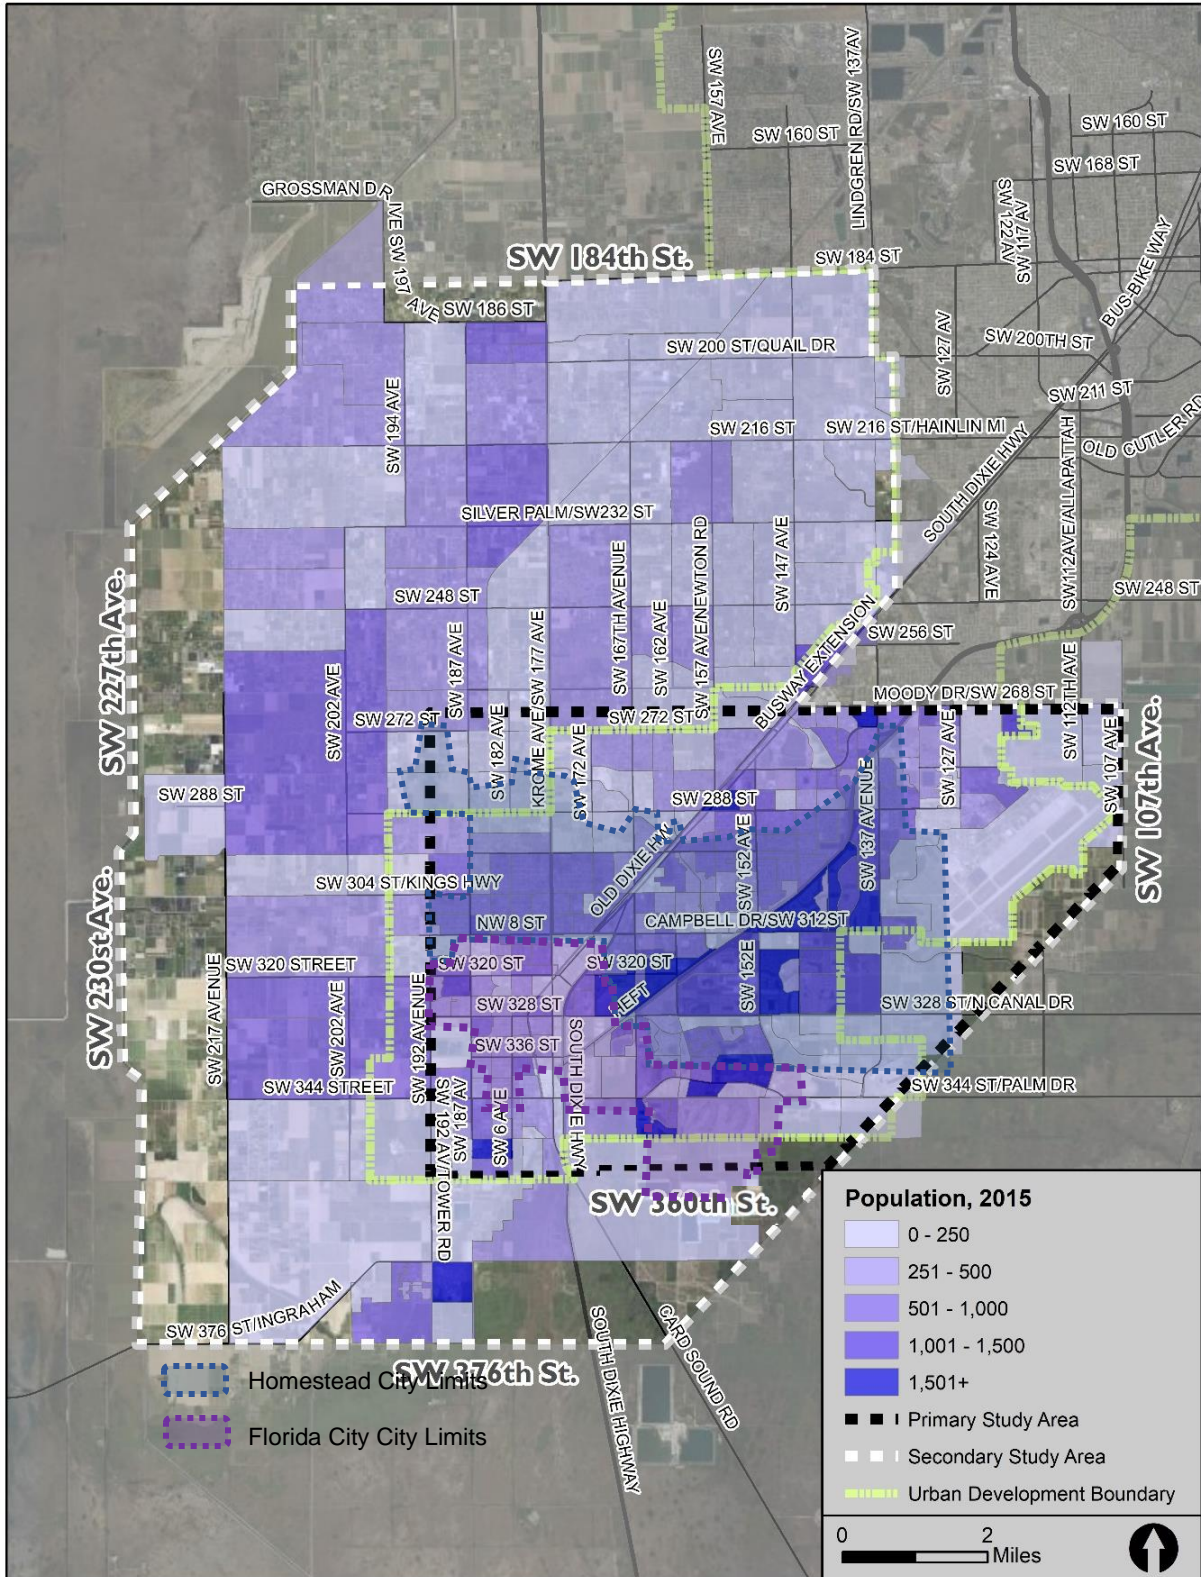 SW 157 AVE
LINDGREN RD/SW 137AV
SW 160 ST
SW 160 ST
SW 168 ST
SW 122 AV
SW 117 AV
GROSSMAN DRIVE SW 197 AVE
SW 184th St.
SW 184 ST
BUS-BIKE WAY
SW 186 ST
SW 127 AV
SW 200TH ST
SW 200 ST/QUAIL DR
SW 194 AVE
SW 211 ST
SW 216 ST
SW 216 ST/HAINLIN MI
OLD CUTLER RD
SOUTH DIXIE HWY
SILVER PALM/SW232 ST
SW 124 AVE
SW112AVE/ALLAPATTAH
SW 167TH AVENUE
SW 162 AVE
SW 157 AVE/NEWTON RD
SW 147 AVE
SW 248 ST
SW 248 ST
SW 227th Ave.
SW 187 AVE
KROME AVE/SW 177 AVE
BUSWAY EXTENSION
SW 256 ST
SW 202 AVE
MOODY DR/SW 268 ST
SW 112TH AVE
SW 272 ST
SW 272 ST
SW 182 AVE
SW 172 AVE
SW 127 AVE
SW 107 AVE
SW 107th Ave.
SW 288 ST
SW 288 ST
SW 137 AVENUE
OLD DIXIE HW
SW 152 AVE
SW 304 ST/KINGS HWY
SW 230st Ave.
NW 8 ST
CAMPBELL DR/SW 312ST
SW 320 STREET
SW 320 ST
SW 320 ST
SW 152E
SW 217 AVENUE
SW 202 AVE
SW 192 AVENUE
SW 328 ST
HEFT
SW 328 ST/N CANAL DR
SW 336 ST
SOUTH DIXIE HWY
SW 344 STREET
SW 344 ST/PALM DR
SW 187 AV
SW 192 AV/TOWER RD
SW 6 AVE
SW 360th St.
SW 376 ST/INGRAHAM
SW 376th St.
SOUTH DIXIE HIGHWAY
CARD SOUND RD
Homestead City Limits
Florida City City Limits
Population, 2015
0 - 250
251 - 500
501 - 1,000
1,001 - 1,500
1,501+
Primary Study Area
Secondary Study Area
Urban Development Boundary
0 2
Miles